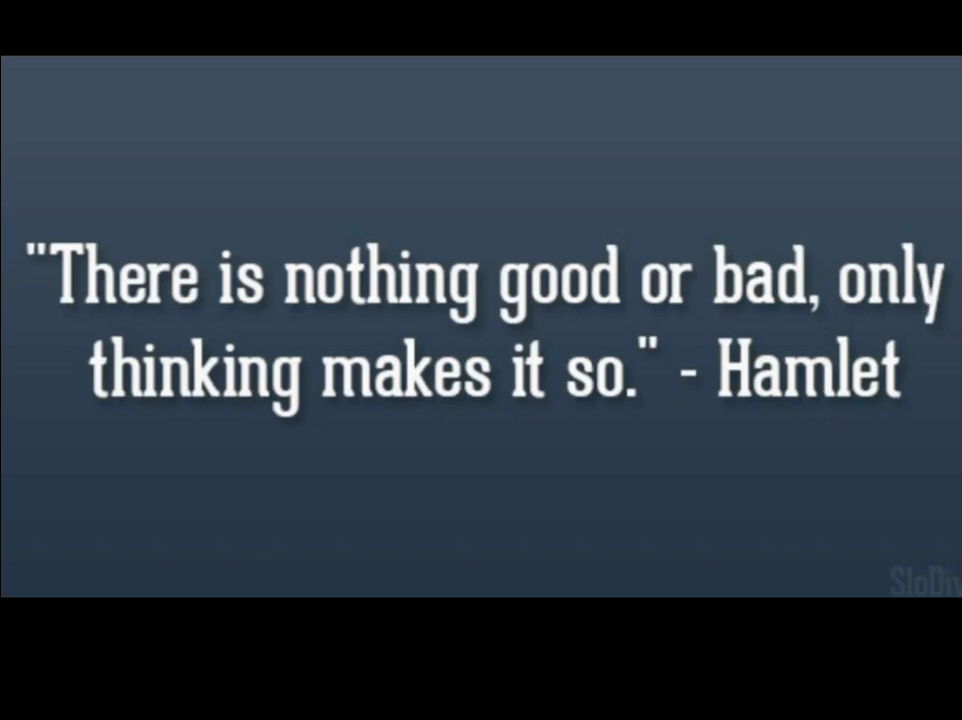 "There is nothing good or bad, only
thinking makes it so." - Hamlet